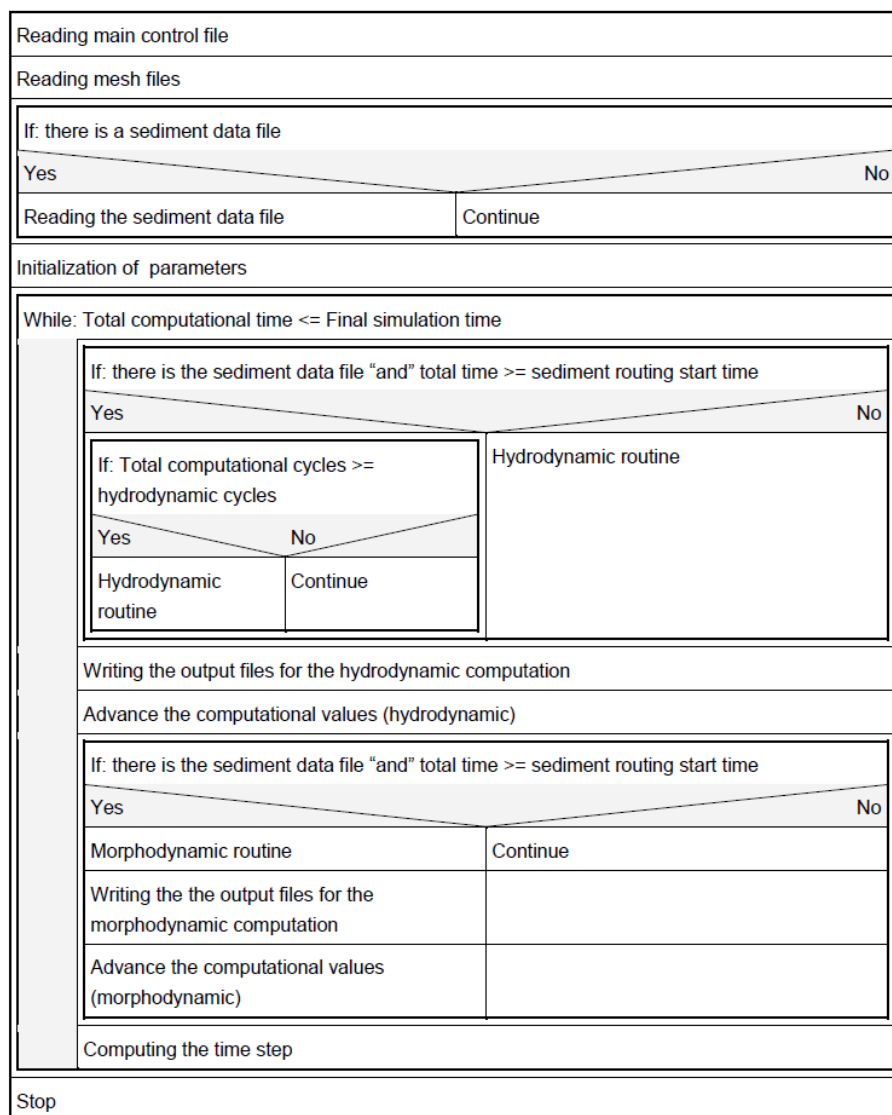 Reading main control file
Reading mesh files
If: there is a sediment data file
Yes No
Reading the sediment data file Continue
Initialization of parameters
While: Total computational time <= Final simulation time
If: there is the sediment data file “and” total time >= sediment routing start time
Yes No
If: Total computational cycles >=
hydrodynamic cycles
Yes No
Hydrodynamic
routine
Continue
Hydrodynamic routine
Writing the output files for the hydrodynamic computation
Advance the computational values (hydrodynamic)
If: there is the sediment data file “and” total time >= sediment routing start time
Yes No
Morphodynamic routine Continue
Writing the the output files for the
morphodynamic computation
Advance the computational values
(morphodynamic)
Computing the time step
Stop